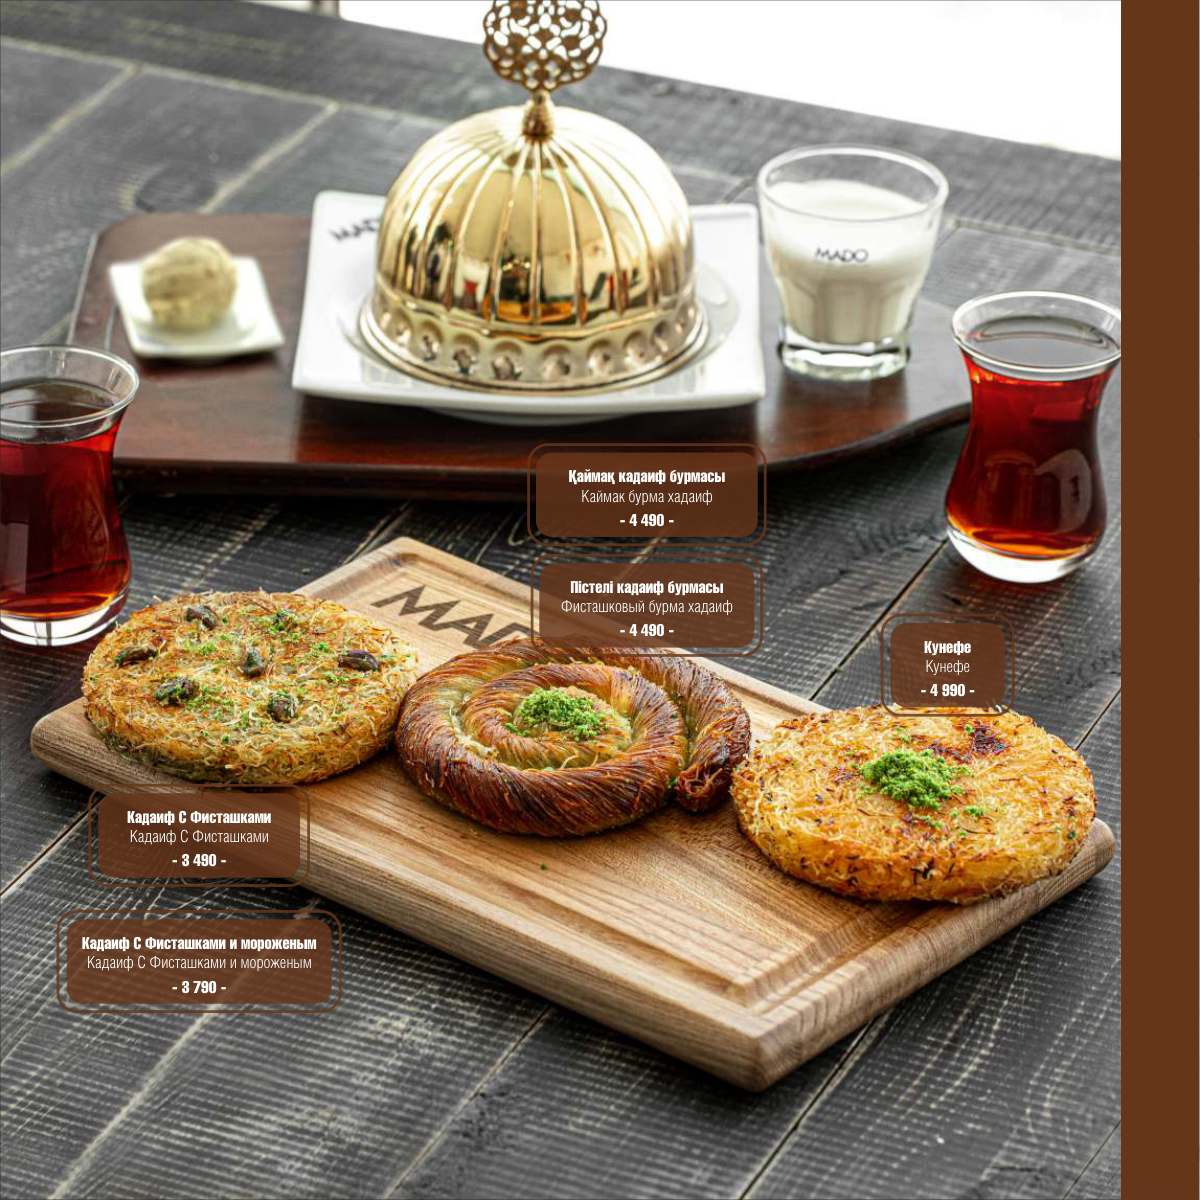 MADO
MADO
Қаймақ кадаиф бурмасы
Каймак бурма хадаиф
- 4 490 -
Пістелі кадаиф бурмасы
Фисташковый бурма хадаиф
- 4 490 -
Кунефе
Кунефе
- 4 990 -
Кадаиф С Фисташками
Кадаиф С Фисташками
- 3 490 -
Кадаиф С Фисташками и мороженым
Кадаиф С Фисташками и мороженым
- 3 790 -